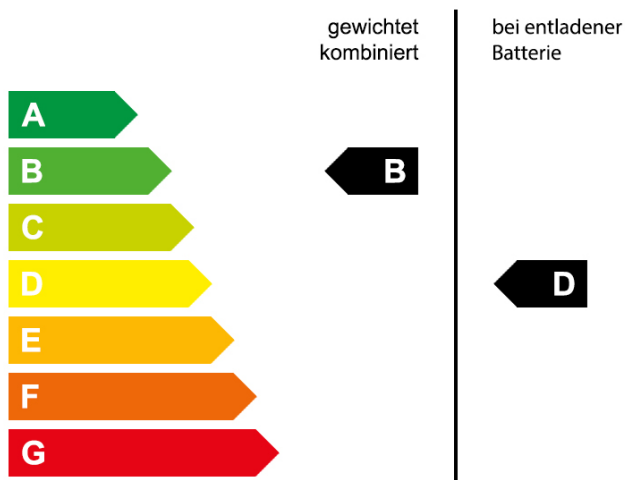 gewichtet
kombiniert
bei entladener
Batterie
A
B
B
C
D
D
E
F
G